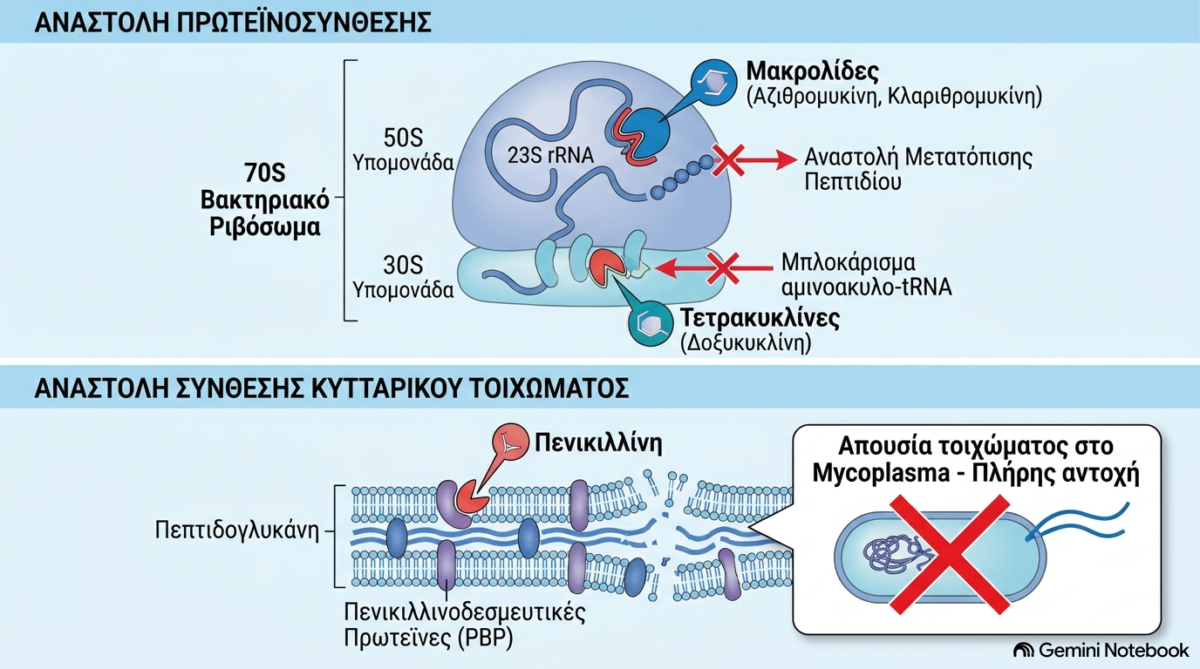 ΑΝΑΣΤΟΛΗ ΠΡΩΤΕΪΝΟΣΥΝΘΕΣΗΣ
Μακρολίδες
(Αζιθρομυκίνη, Κλαριθρομυκίνη)
50S
Υπομονάδα
23S rRNA
Αναστολή Μετατόπισης
Πεπτιδίου
70S
Βακτηριακό
Ριβόσωμα
30S
Υπομονάδα
Μπλοκάρισμα
αμινοακυλο-tRNA
Τετρακυκλίνες
(Δοξυκυκλίνη)
ΑΝΑΣΤΟΛΗ ΣΥΝΘΕΣΗΣ ΚΥΤΤΑΡΙΚΟΥ ΤΟΙΧΩΜΑΤΟΣ
Πενικιλλίνη
Απουσία τοιχώματος στο
Mycoplasma - Πλήρης αντοχή
Πεπτιδογλυκάνη
Πενικιλλινοδεσμευτικές
Πρωτεϊνες (PBP)
Gemini Notebook